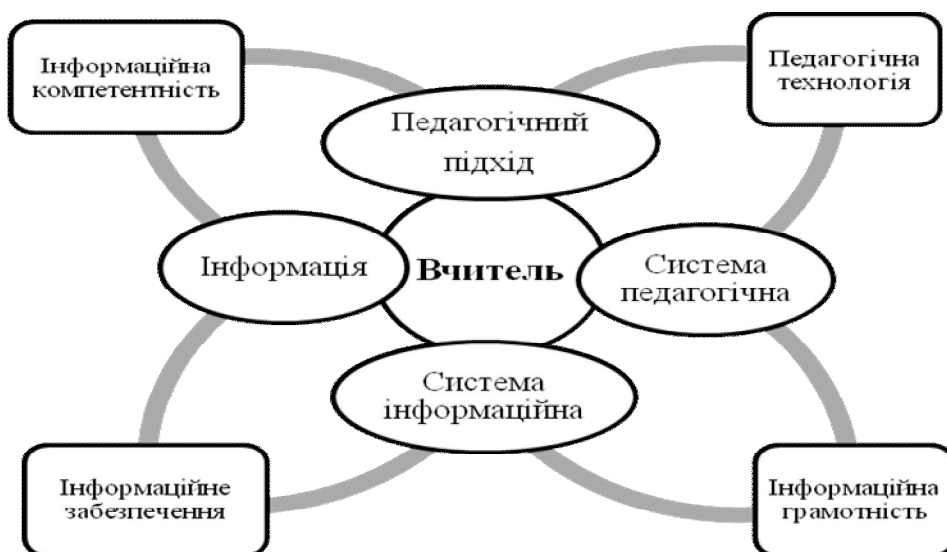 Інформаційна
компетентність
Педагогічна
технологія
Педагогічний
підхід
Інформація
Вчитель
Система
педагогічна
Система
інформаційна
Інформаційне
забезпечення
Інформаційна
грамотність